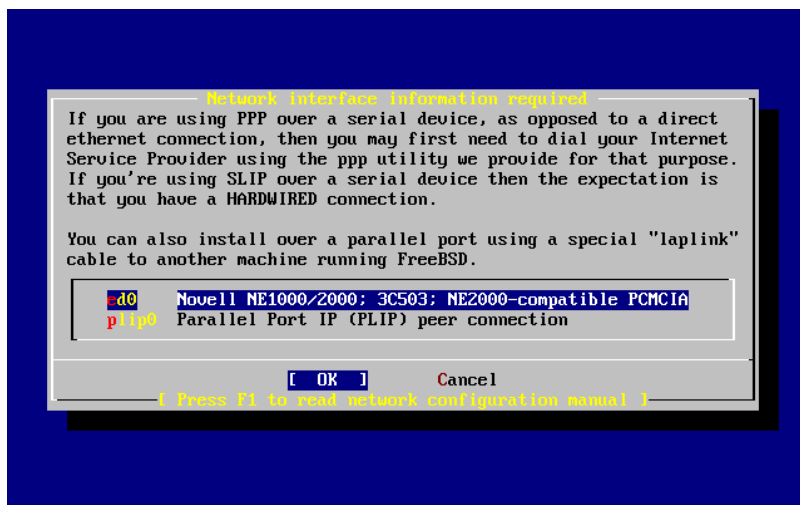 Network interface information required
If you are using PPP over a serial device, as opposed to a direct
ethernet connection, then you may first need to dial your Internet
Service Provider using the ppp utility we provide for that purpose.
If you're using SLIP over a serial device then the expectation is
that you have a HARDWIRED connection.
You can also install over a parallel port using a special "laplink"
cable to another machine running FreeBSD.
ed0 Novell NE1000/2000; 3C503; NE2000-compatible PCMCIA
plip0 Parallel Port IP (PLIP) peer connection
[ OK ] Cancel
[ Press F1 to read network configuration manual ]